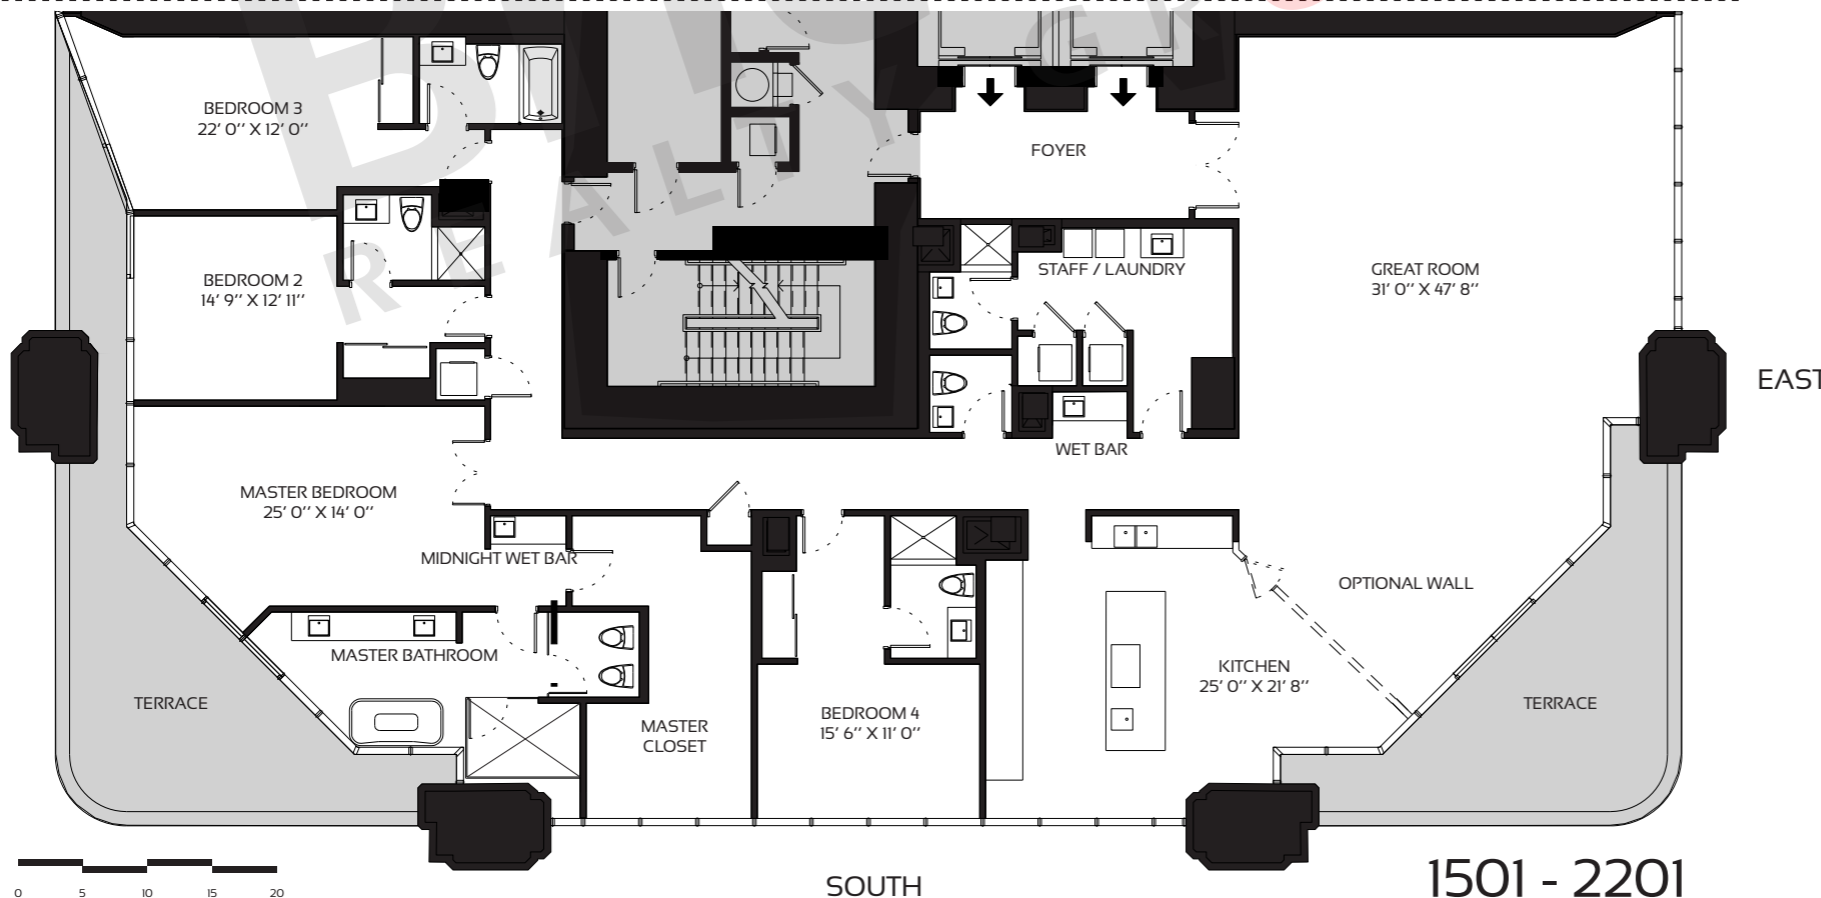 BEDROOM 3
22' 0'' X 12' 0''
FOYER
BEDROOM 2
14' 9'' X 12' 11''
STAFF / LAUNDRY
GREAT ROOM
31' 0'' X 47' 8''
REALTY GR
EAST
WET BAR
MASTER BEDROOM
25' 0'' X 14' 0''
MIDNIGHT WET BAR
OPTIONAL WALL
MASTER BATHROOM
KITCHEN
25' 0'' X 21' 8''
TERRACE
MASTER
CLOSET
BEDROOM 4
15' 6'' X 11' 0''
TERRACE
0 5 10 15 20
SOUTH
1501 - 2201